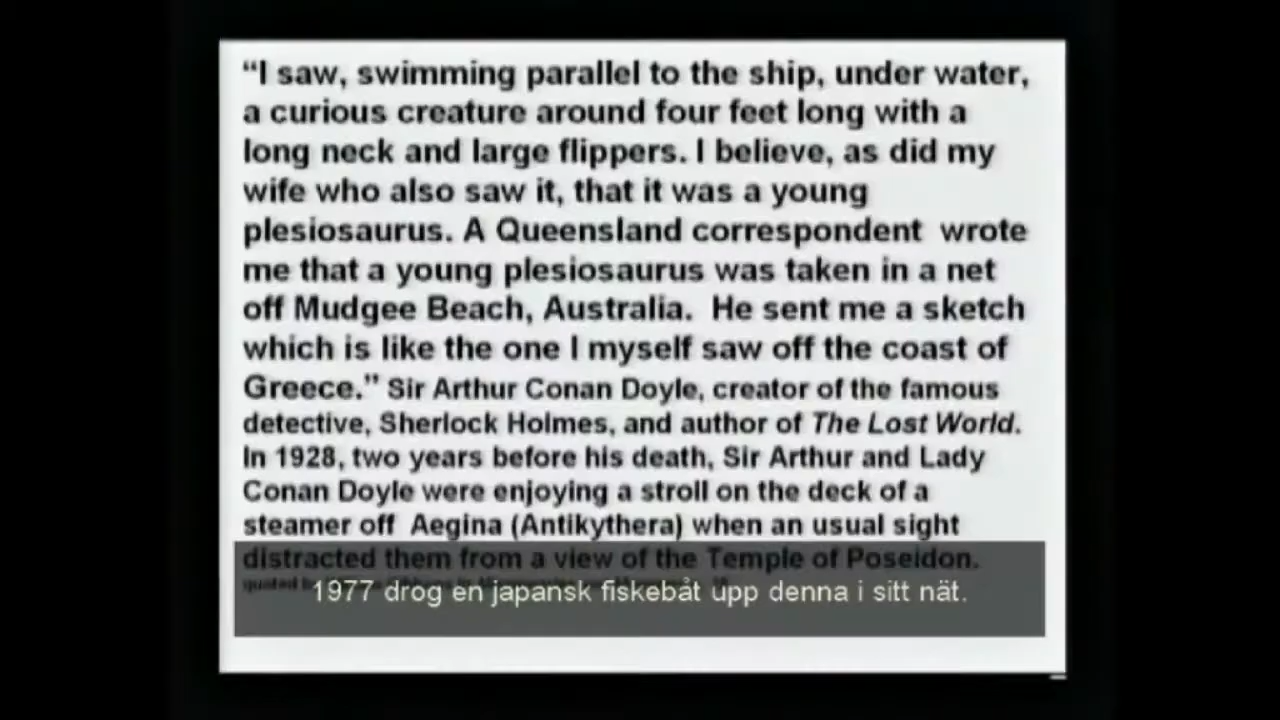 “I saw, swimming parallel to the ship, under water,
a curious creature around four feet long with a
long neck and large flippers. I believe, as did my
wife who also saw it, that it was a young
plesiosaurus. A Queensland correspondent wrote
me that a young plesiosaurus was taken in a net
off Mudgee Beach, Australia. He sent me a sketch
which is like the one I myself saw off the coast of
Greece.” Sir Arthur Conan Doyle, creator of the famous
detective, Sherlock Holmes, and author of The Lost World.
In 1928, two years before his death, Sir Arthur and Lady
Conan Doyle were enjoying a stroll on the deck of a
steamer off Aegina (Antikythera) when an usual sight
distracted them from a view of the Temple of Poseidon.
quoted
1977 drog en japansk fiskebåt upp denna i sitt nät.